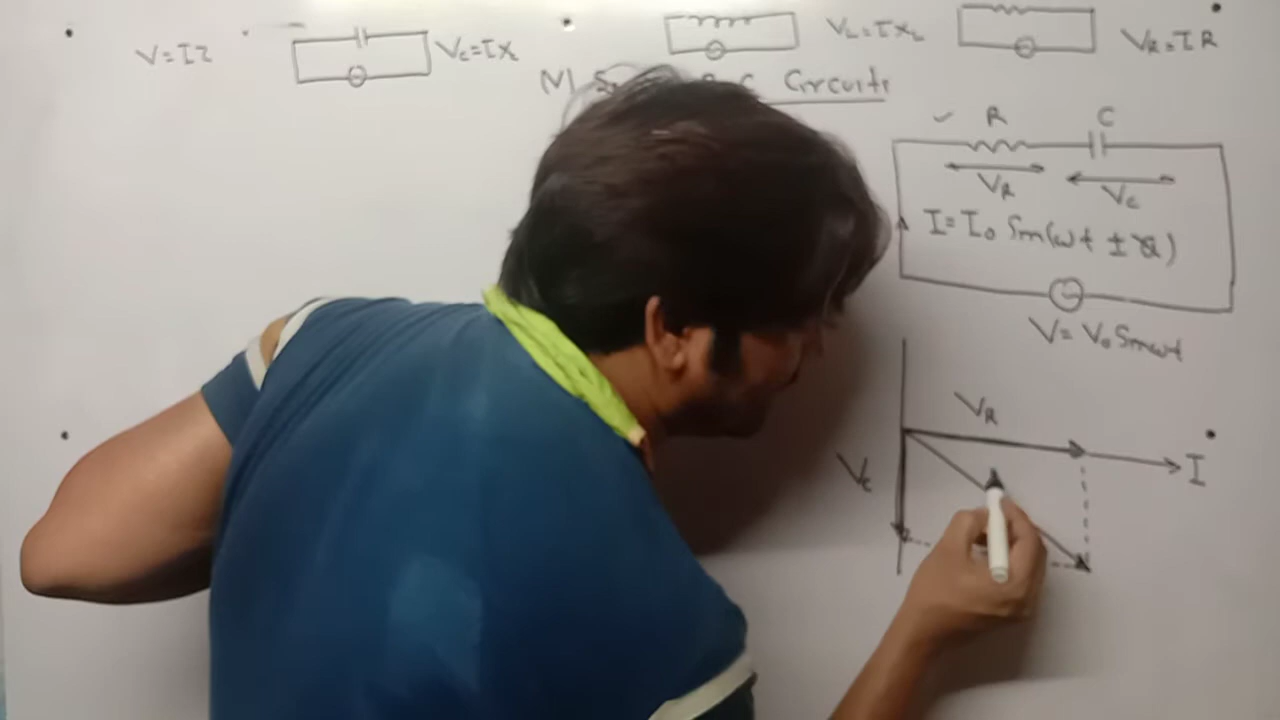 V=IZ
Vc=IXc
VL=IXL
VR=IR
N) S C Circuits
R
C
VR
Vc
I=I₀ Sin(ωt ± Φ)
V= V₀ Sinωt
VR
Vc
I